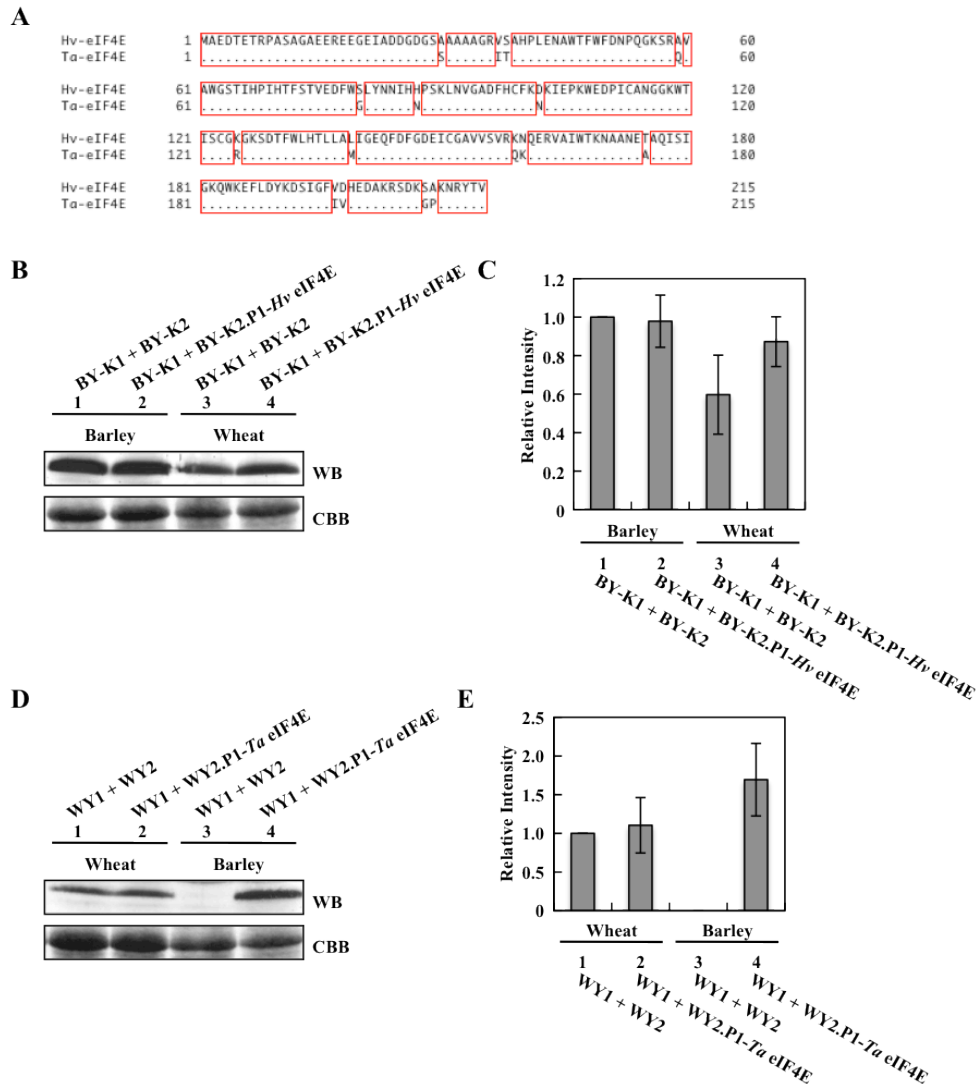 A
Hv-eIF4E 1 MAEDTETRPASAGAEEREEGEIADDGDGSAAAAAGRVSAHPLENAWTFWFDNPQGKSRAV 60
Ta-eIF4E 1 .............................S......IT....................Q. 60
Hv-eIF4E 61 AWGSTIHPIHTFSTVEDFWSLYNNIHHPSKLNVGADFHCFKDKIEPKWEDPICANGGKWT 120
Ta-eIF4E 61 ...................G......N..............N.................. 120
Hv-eIF4E 121 ISCGKGKSDTFWLHTLLALIGEQFDFGDEICGAVVSVRKNQERVAIWTKNAANETAQISI 180
Ta-eIF4E 121 ....R.............M...................QK..............A..... 180
Hv-eIF4E 181 GKQWKEFLDYKDSIGFVDHEDAKRSDKSAKNRYTV 215
Ta-eIF4E 181 ................IV.........GP...... 215
B
BY-K1 + BY-K2
BY-K1 + BY-K2.P1-Hv eIF4E
BY-K1 + BY-K2
BY-K1 + BY-K2.P1-Hv eIF4E
1 2 3 4
Barley Wheat
WB
CBB
C
Relative Intensity
1.2
1.0
0.8
0.6
0.4
0.2
0
Barley Wheat
1 2 3 4
BY-K1 + BY-K2
BY-K1 + BY-K2.P1-Hv eIF4E
BY-K1 + BY-K2
BY-K1 + BY-K2.P1-Hv eIF4E
D
WY1 + WY2
WY1 + WY2.P1-Ta eIF4E
WY1 + WY2
WY1 + WY2.P1-Ta eIF4E
1 2 3 4
Wheat Barley
WB
CBB
E
Relative Intensity
2.5
2.0
1.5
1.0
0.5
0
Wheat Barley
1 2 3 4
WY1 + WY2
WY1 + WY2.P1-Ta eIF4E
WY1 + WY2
WY1 + WY2.P1-Ta eIF4E